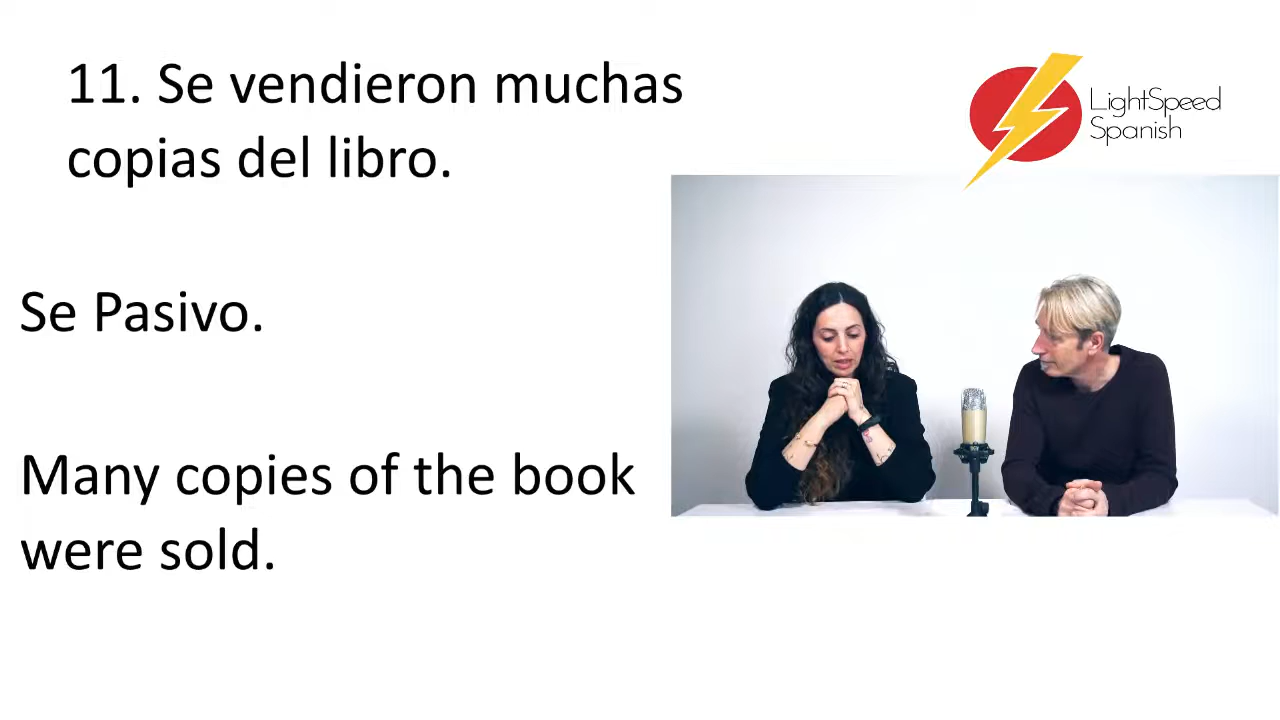 11. Se vendieron muchas
copias del libro.
LightSpeed
Spanish
Se Pasivo.
Many copies of the book
were sold.